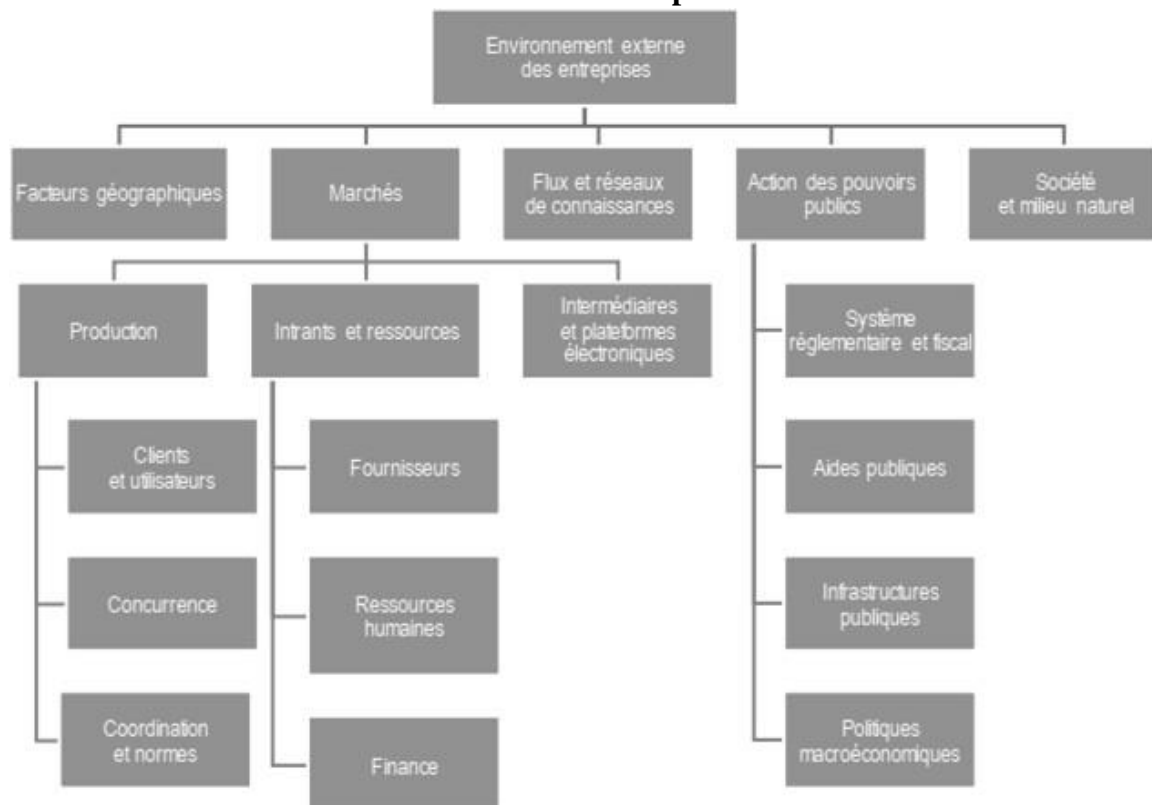 Environnement externe
des entreprises
Facteurs géographiques
Marchés
Flux et réseaux
de connaissances
Action des pouvoirs
publics
Société
et milieu naturel
Production
Intrants et ressources
Intermédiaires
et plateformes
électroniques
Système
réglementaire et fiscal
Clients
et utilisateurs
Fournisseurs
Aides publiques
Concurrence
Ressources
humaines
Infrastructures
publiques
Coordination
et normes
Finance
Politiques
macroéconomiques